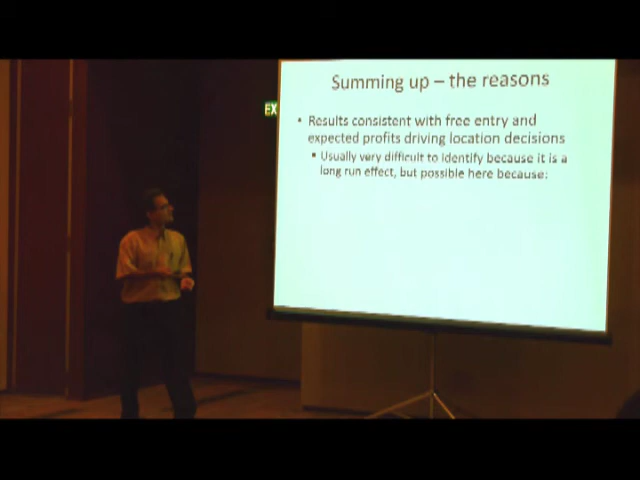 Summing up – the reasons
EX
• Results consistent with free entry and
expected profits driving location decisions
▪ Usually very difficult to identify because it is a
long run effect, but possible here because: